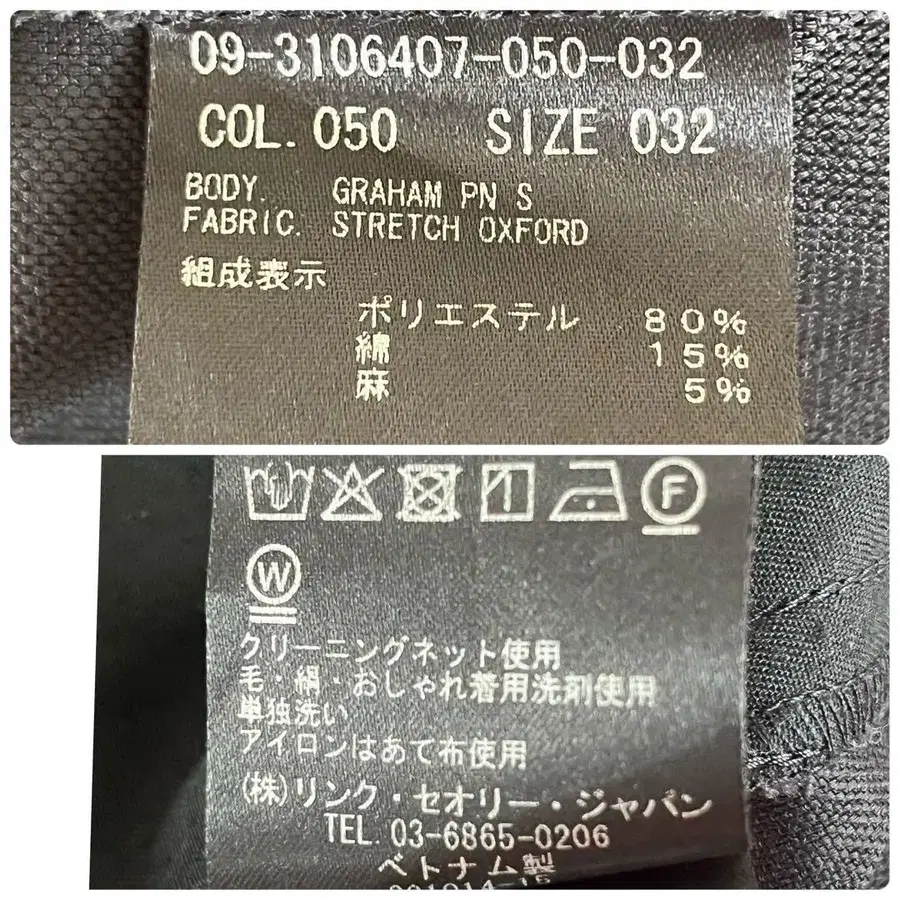 09-3106407-050-032
COL. 050 SIZE 032
BODY. GRAHAM PN S
FABRIC. STRETCH OXFORD
組成表示
ポリエステル 80%
綿 15%
麻 5%
F
W
クリーニングネット使用
毛・絹・おしゃれ着用洗剤使用
単独洗い
アイロンはあて布使用
(株)リンク・セオリー・ジャパン
TEL. 03-6865-0206
ベトナム製